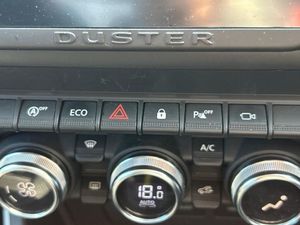 DUSTER
A OFF ECO P OFF
A/C
18.0
AUTO